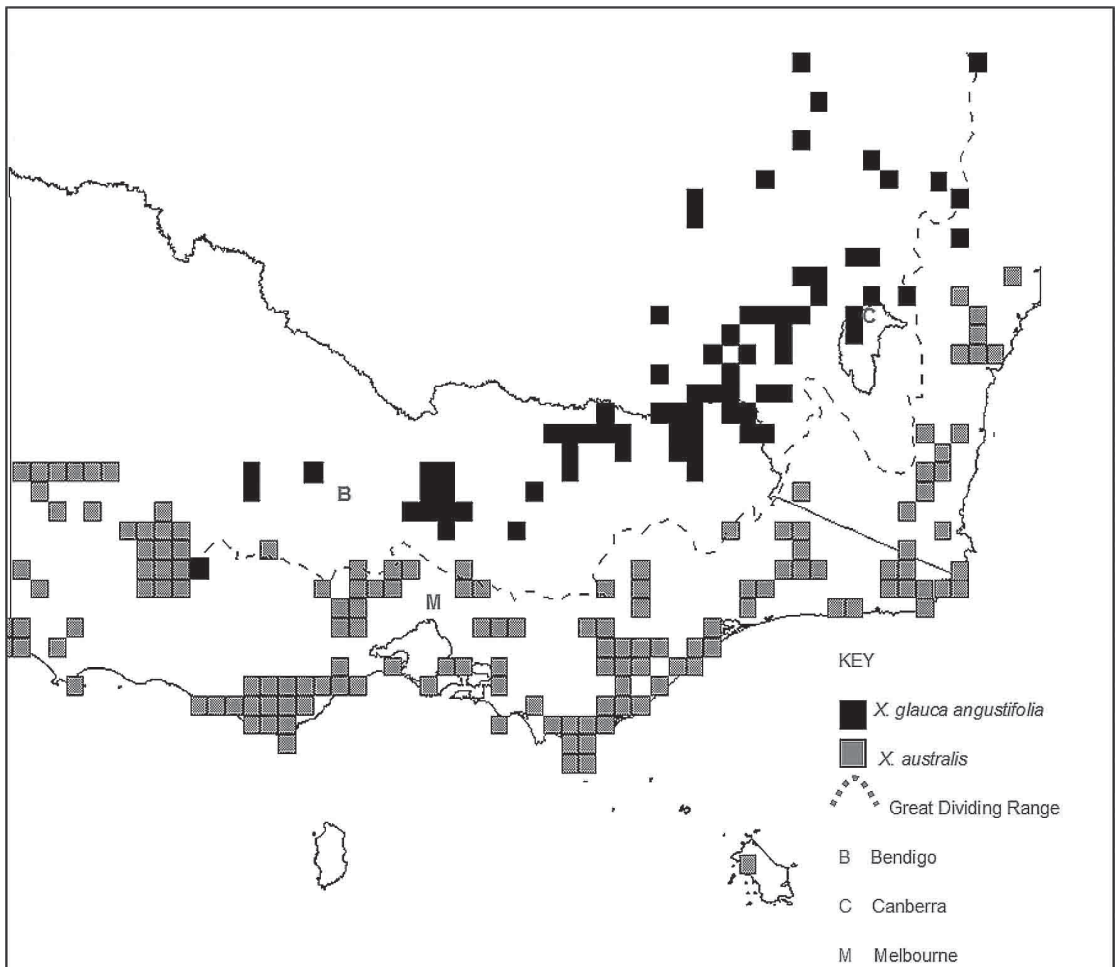 C
B
M
KEY
X. glauca angustifolia
X. australis
Great Dividing Range
B Bendigo
C Canberra
M Melbourne